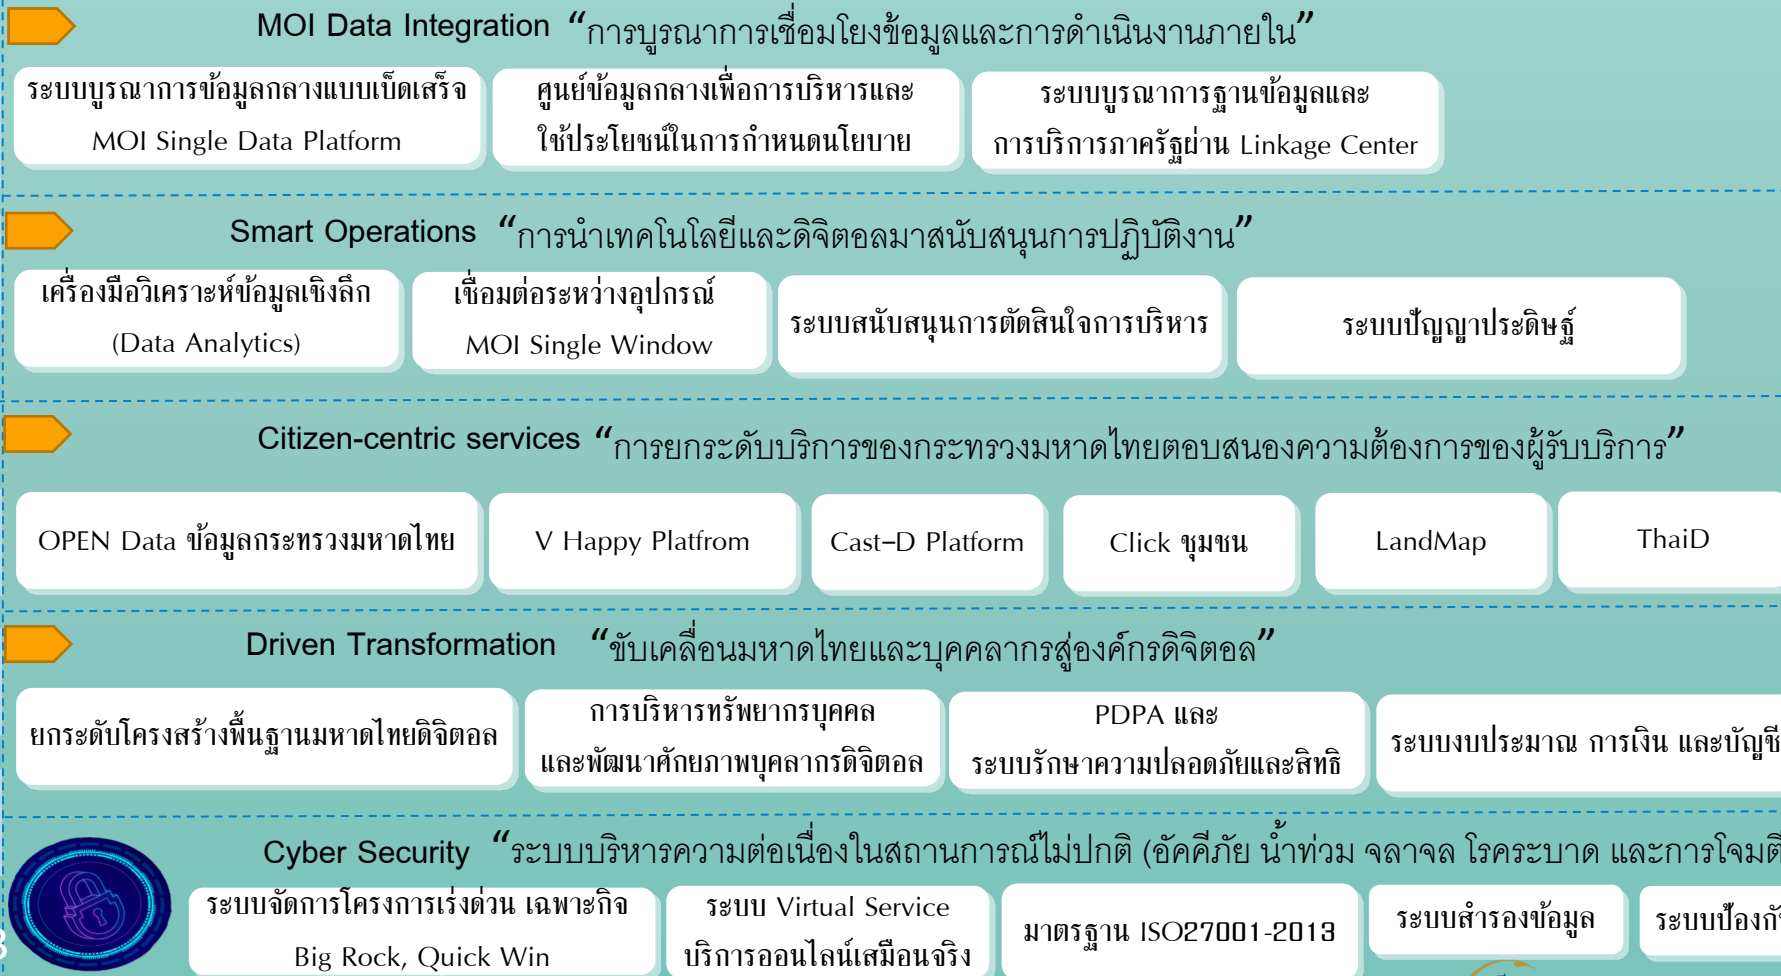 MOI Data Integration “การบูรณาการเชื่อมโยงข้อมูลและการดำเนินงานภายใน”
ระบบบูรณาการข้อมูลกลางแบบเบ็ดเสร็จ
MOI Single Data Platform
ศูนย์ข้อมูลกลางเพื่อการบริหารและ
ใช้ประโยชน์ในการกำหนดนโยบาย
ระบบบูรณาการฐานข้อมูลและ
การบริการภาครัฐผ่าน Linkage Center
Smart Operations “การนำเทคโนโลยีและดิจิตอลมาสนับสนุนการปฏิบัติงาน”
เครื่องมือวิเคราะห์ข้อมูลเชิงลึก
(Data Analytics)
เชื่อมต่อระหว่างอุปกรณ์
MOI Single Window
ระบบสนับสนุนการตัดสินใจการบริหาร
ระบบปัญญาประดิษฐ์
Citizen-centric services “การยกระดับบริการของกระทรวงมหาดไทยตอบสนองความต้องการของผู้รับบริการ”
OPEN Data ข้อมูลกระทรวงมหาดไทย
V Happy Platfrom
Cast-D Platform
Click ชุมชน
LandMap
ThaiD
Driven Transformation “ขับเคลื่อนมหาดไทยและบุคคลากรสู่องค์กรดิจิตอล”
ยกระดับโครงสร้างพื้นฐานมหาดไทยดิจิตอล
การบริหารทรัพยากรบุคคล
และพัฒนาศักยภาพบุคลากรดิจิตอล
PDPA และ
ระบบรักษาความปลอดภัยและสิทธิ
ระบบงบประมาณ การเงิน และบัญชี
Cyber Security “ระบบบริหารความต่อเนื่องในสถานการณ์ไม่ปกติ (อัคคีภัย น้ำท่วม จลาจล โรคระบาด
ระบบจัดการโครงการเร่งด่วน เฉพาะกิจ
Big Rock, Quick Win
ระบบ Virtual Service
บริการออนไลน์เสมือนจริง
มาตรฐาน ISO27001-2013
ระบบสำรองข้อมูล